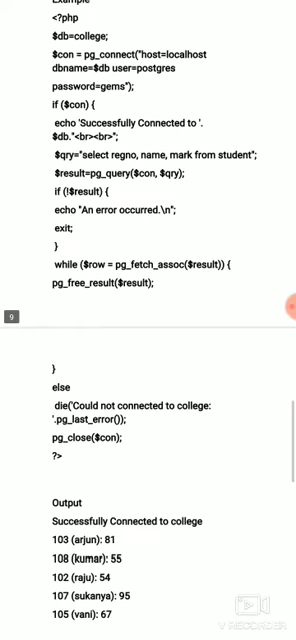 Example
<?php
$db=college;
$con = pg_connect("host=localhost
dbname=$db user=postgres
password=gems");
if ($con) {
echo 'Successfully Connected to '.
$db."<br><br>";
$qry="select regno, name, mark from student";
$result=pg_query($con, $qry);
if (!$result) {
echo "An error occurred.\n";
exit;
}
while ($row = pg_fetch_assoc($result)) {
pg_free_result($result);
9
}
else
die('Could not connected to college:
'.pg_last_error());
pg_close($con);
?>
Output
Successfully Connected to college
103 (arjun): 81
108 (kumar): 55
102 (raju): 54
107 (sukanya): 95
105 (vani): 67
V RECORDER